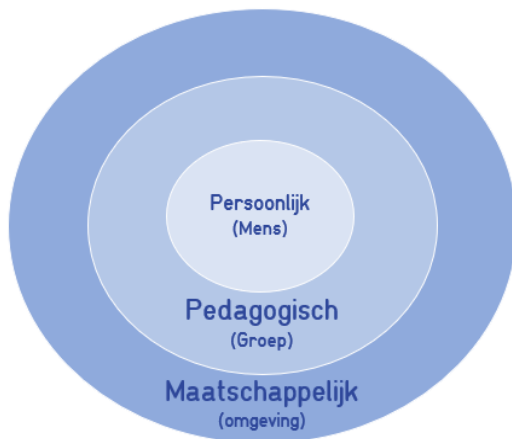 Persoonlijk
(Mens)
Pedagogisch
(Groep)
Maatschappelijk
(omgeving)